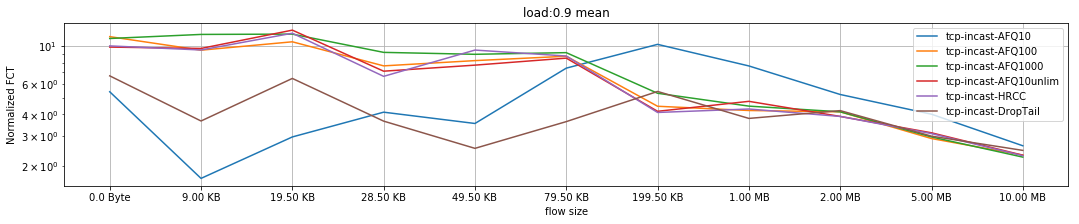 load:0.9 mean
Normalized FCT
10¹
6 × 10⁰
4 × 10⁰
3 × 10⁰
2 × 10⁰
tcp-incast-AFQ10
tcp-incast-AFQ100
tcp-incast-AFQ1000
tcp-incast-AFQ10unlim
tcp-incast-HRCC
tcp-incast-DropTail
0.0 Byte
9.00 KB
19.50 KB
28.50 KB
49.50 KB
79.50 KB
199.50 KB
1.00 MB
2.00 MB
5.00 MB
10.00 MB
flow size